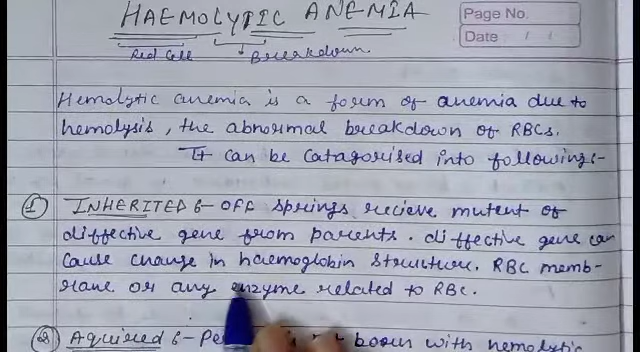 HAEMOLYTIC ANEMIA
Page No.
Date / /
Red Cell Breakdown
Hemolytic anemia is a form of anemia due to
hemolysis, the abnormal breakdown of RBCs.
It can be catagorised into following:-
① INHERITED :- OFF springs recieve mutent of
diffective gene from parents. diffective gene can
cause change in haemoglobin structure. RBC memb-
rane or any enzyme related to RBC.
② Aquired :- born with hemolytic